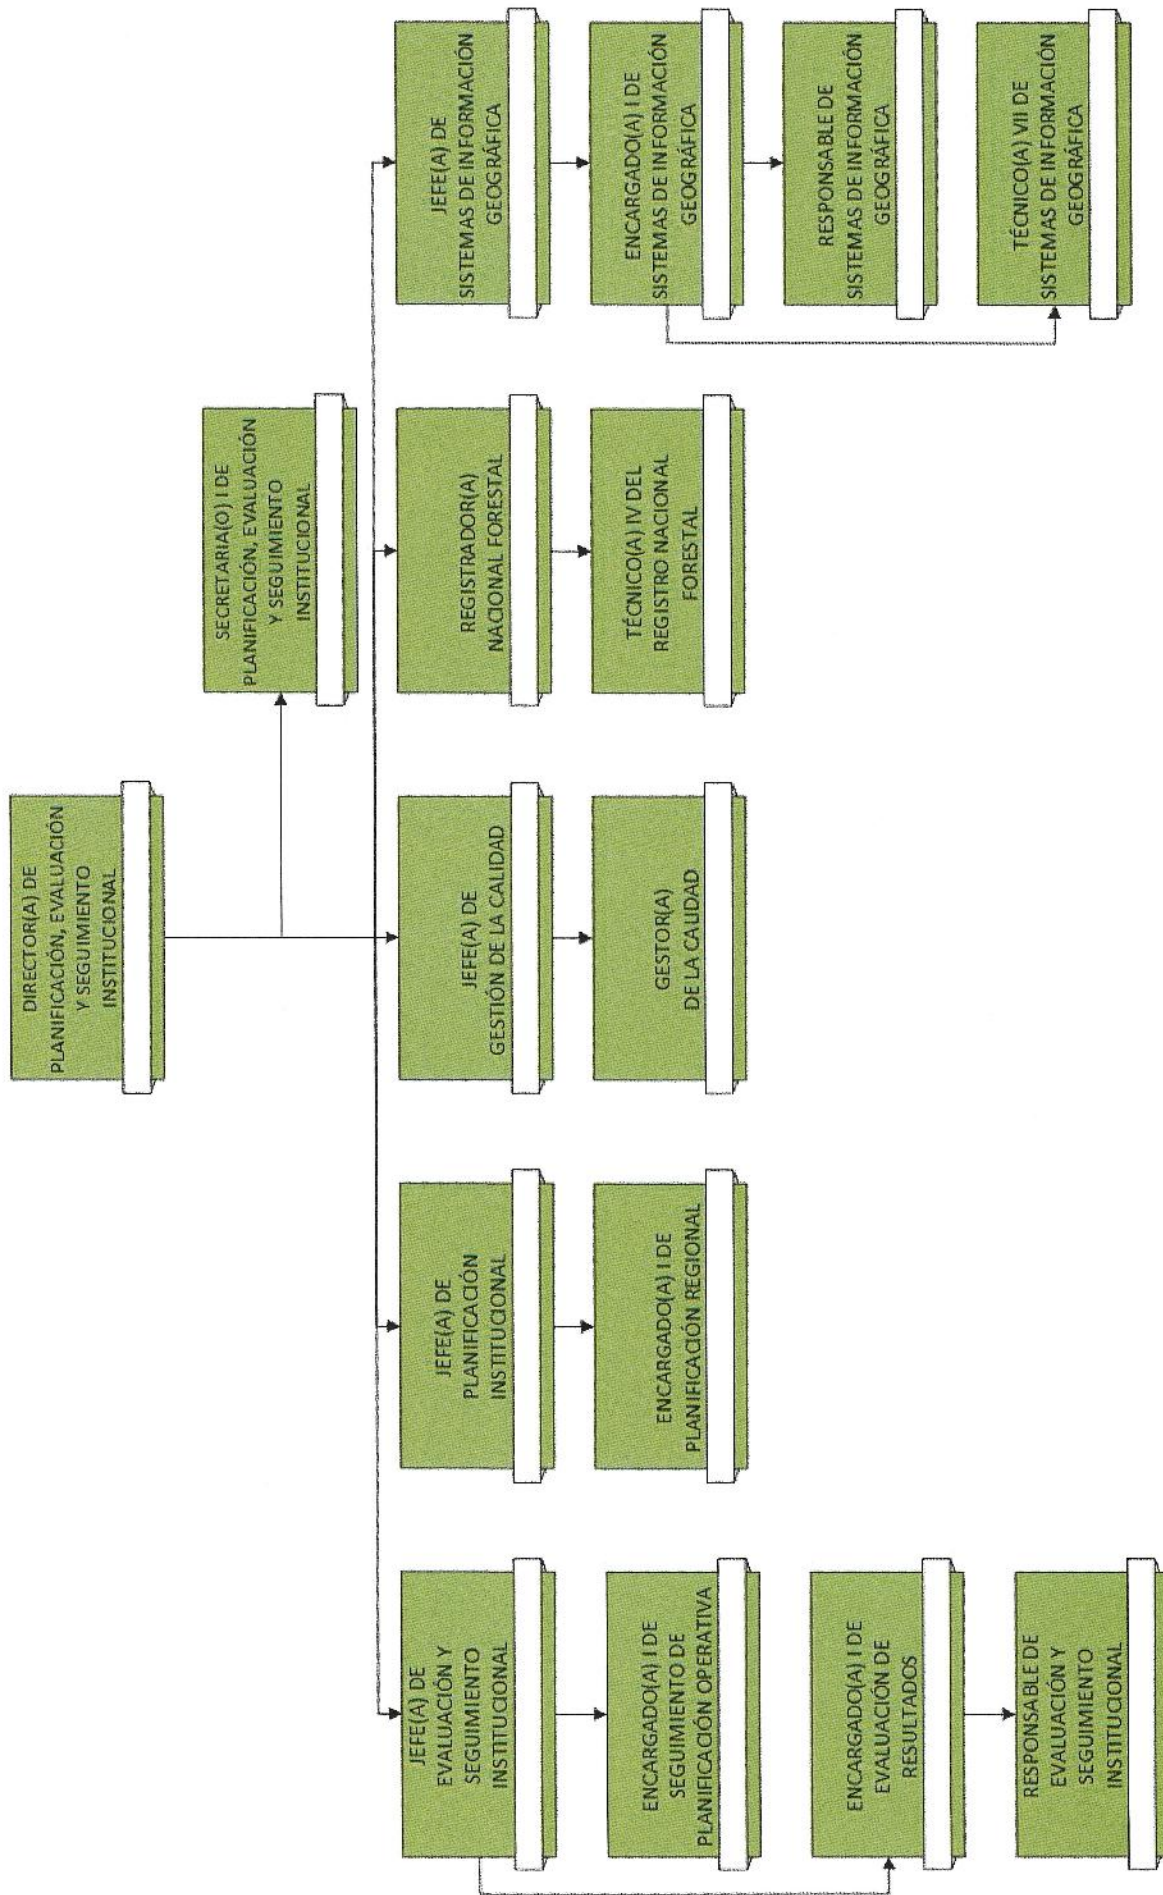 DIRECTOR(A) DE
PLANIFICACIÓN, EVALUACIÓN
Y SEGUIMIENTO
INSTITUCIONAL
SECRETARIA(O) I DE
PLANIFICACIÓN, EVALUACIÓN
Y SEGUIMIENTO
INSTITUCIONAL
JEFE(A) DE
EVALUACIÓN Y
SEGUIMIENTO
INSTITUCIONAL
ENCARGADO(A) I DE
SEGUIMIENTO DE
PLANIFICACIÓN OPERATIVA
ENCARGADO(A) I DE
EVALUACIÓN DE
RESULTADOS
RESPONSABLE DE
EVALUACIÓN Y
SEGUIMIENTO
INSTITUCIONAL
JEFE(A) DE
PLANIFICACIÓN
INSTITUCIONAL
ENCARGADO(A) I DE
PLANIFICACIÓN REGIONAL
JEFE(A) DE
GESTIÓN DE LA CALIDAD
GESTOR(A)
DE LA CALIDAD
REGISTRADOR(A)
NACIONAL FORESTAL
TÉCNICO(A) IV DEL
REGISTRO NACIONAL
FORESTAL
JEFE(A) DE
SISTEMAS DE INFORMACIÓN
GEOGRÁFICA
ENCARGADO(A) I DE
SISTEMAS DE INFORMACIÓN
GEOGRÁFICA
RESPONSABLE DE
SISTEMAS DE INFORMACIÓN
GEOGRÁFICA
TÉCNICO(A) VII DE
SISTEMAS DE INFORMACIÓN
GEOGRÁFICA